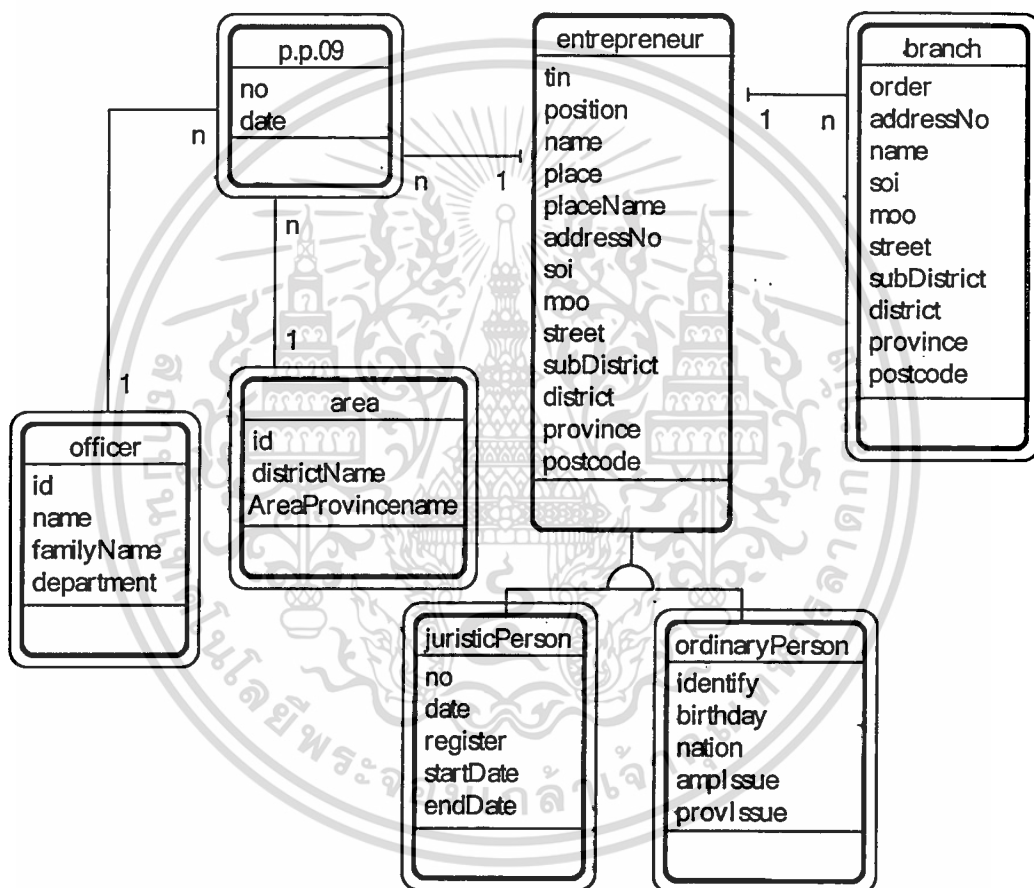 p.p.09
no
date
n
n
n
1
1
1
officer
id
name
familyName
department
area
id
districtName
AreaProvincename
entrepreneur
tin
position
name
place
placeName
addressNo
soi
moo
street
subDistrict
district
province
postcode
1
n
branch
order
addressNo
name
soi
moo
street
subDistrict
district
province
postcode
juristicPerson
no
date
register
startDate
endDate
ordinaryPerson
identify
birthday
nation
ampIssue
provIssue